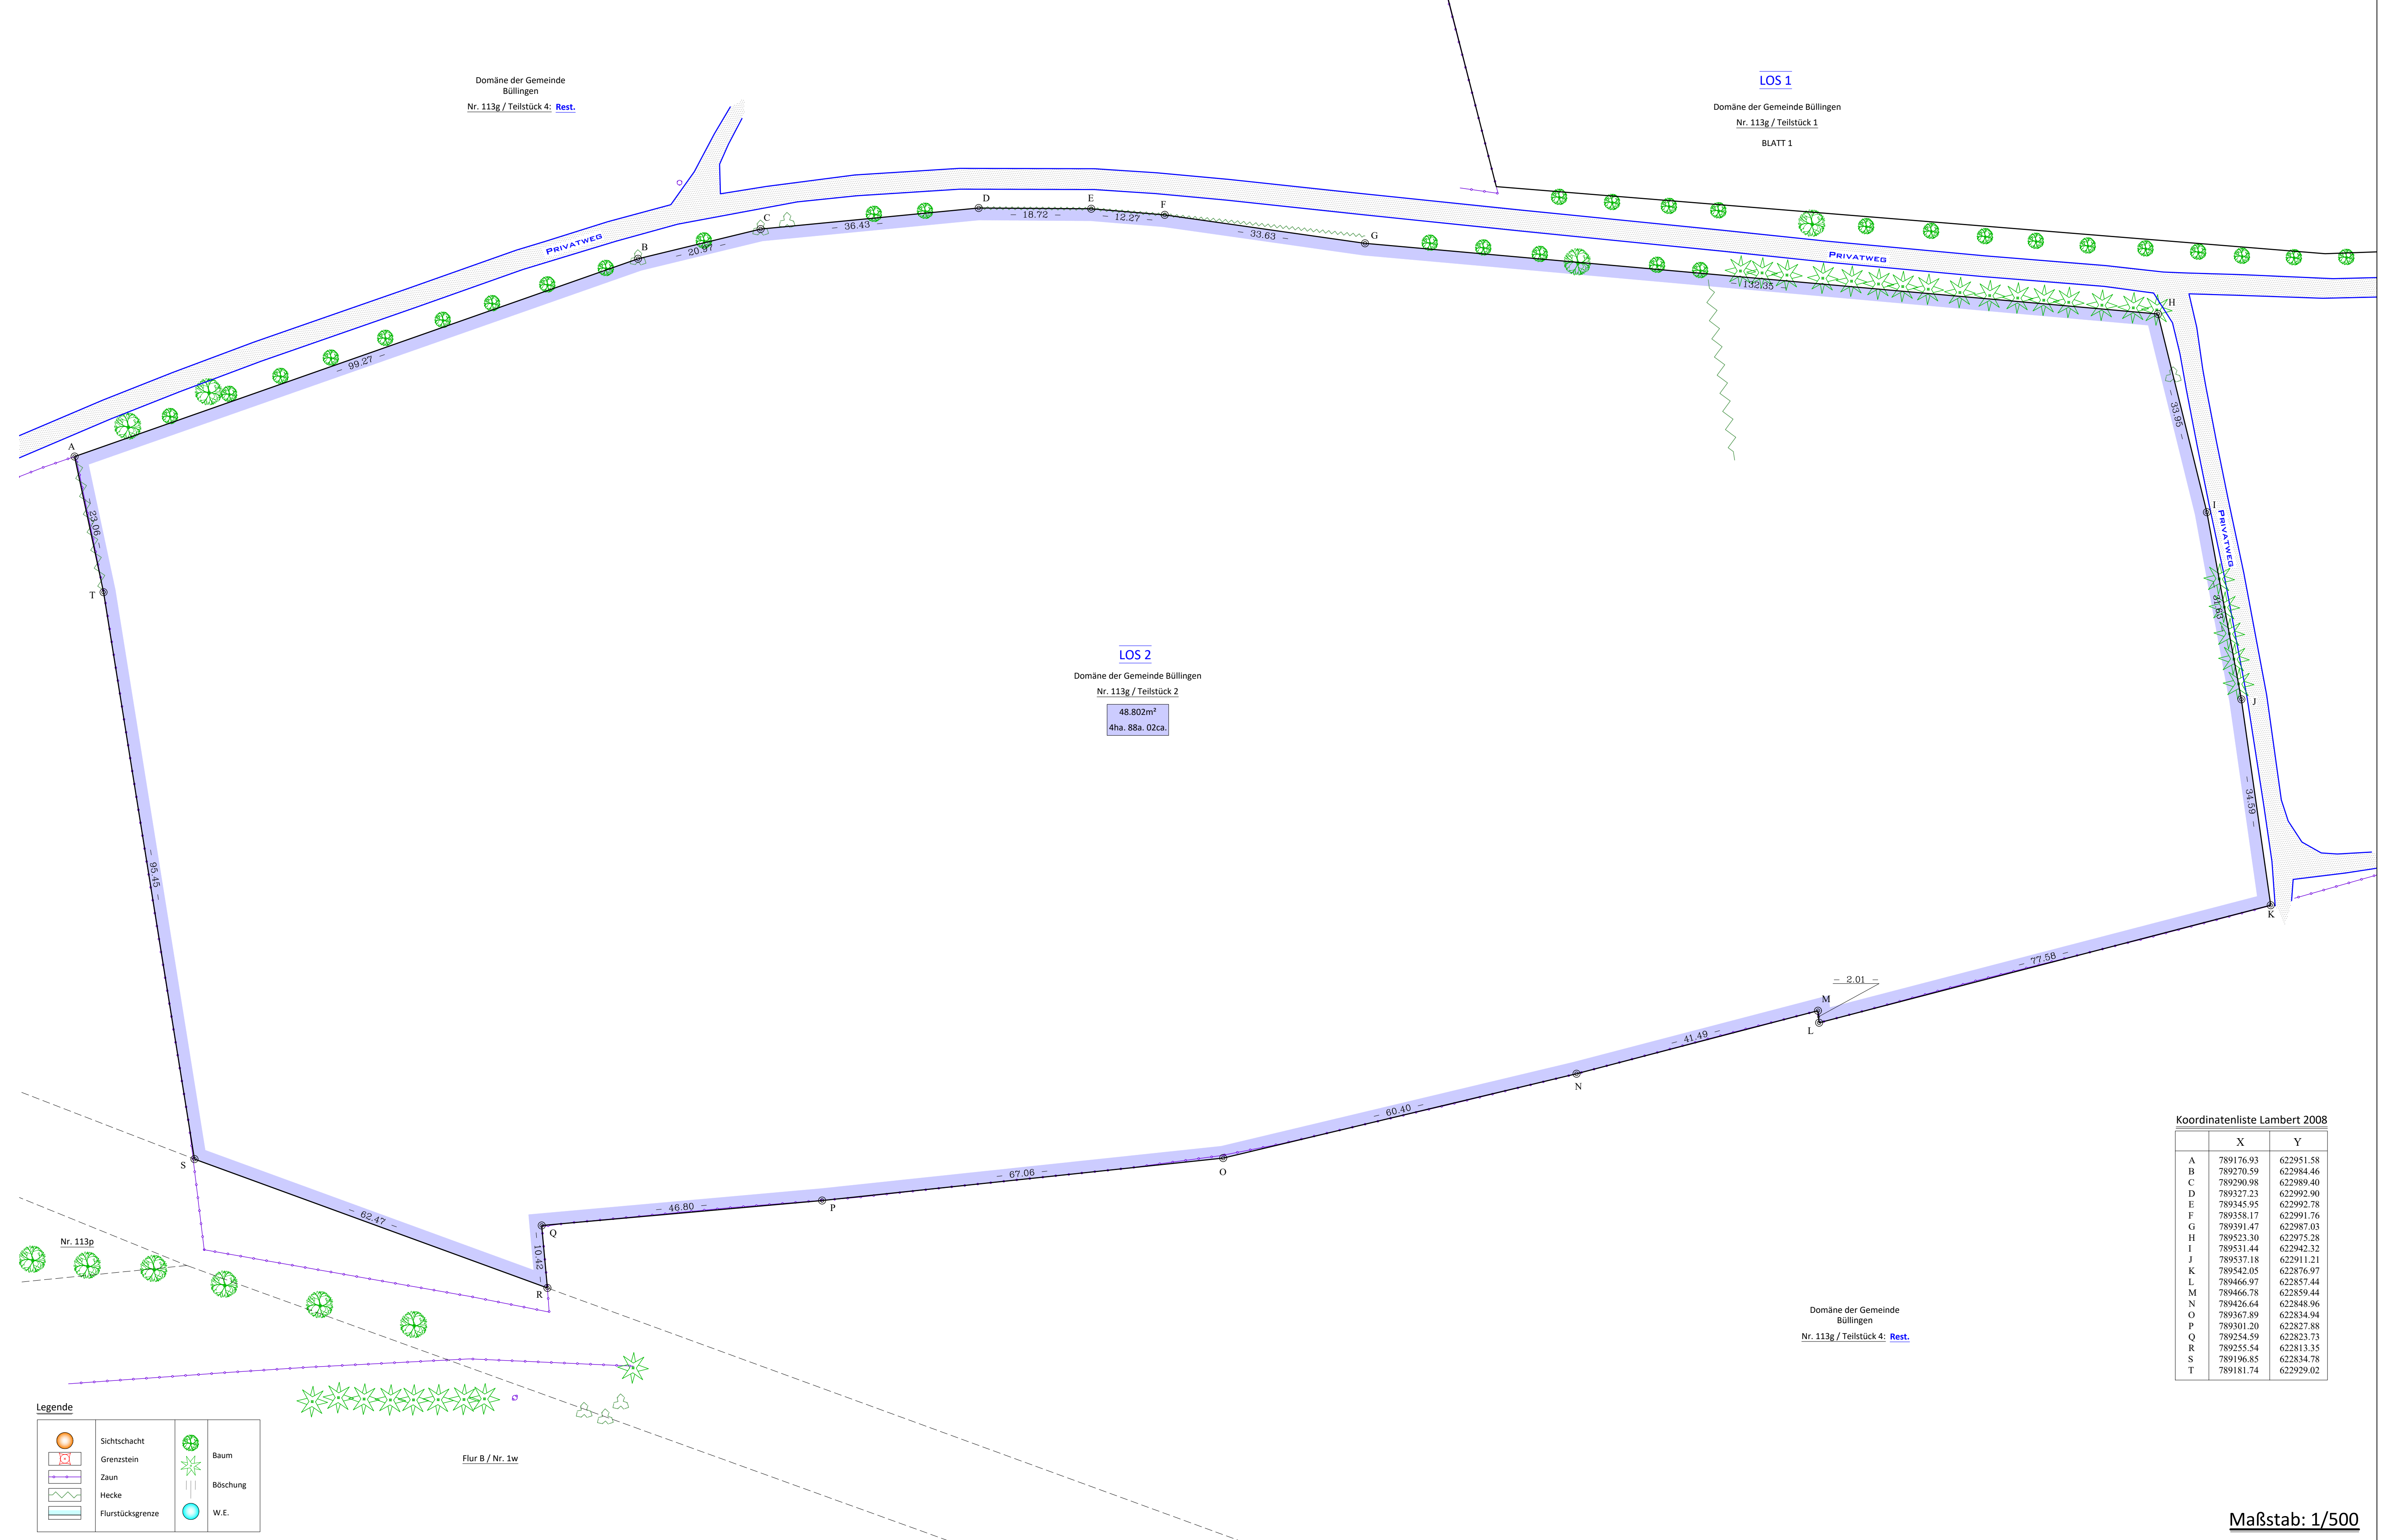 Domäne der Gemeinde
Büllingen
Nr. 113g / Teilstück 4: Rest.
LOS 1
Domäne der Gemeinde Büllingen
Nr. 113g / Teilstück 1
BLATT 1
PRIVATWEG
PRIVATWEG
PRIVATWEG
A
B
C
D
E
F
G
H
I
J
K
L
M
N
O
P
Q
R
S
T
– 99.27 –
– 20.97 –
– 36.43 –
– 18.72 –
– 12.27 –
– 33.63 –
– 132.35 –
– 33.95 –
– 31.63 –
– 34.59 –
– 77.58 –
– 2.01 –
– 41.49 –
– 60.40 –
– 67.06 –
– 46.80 –
– 10.42 –
– 62.47 –
– 95.45 –
– 23.06 –
LOS 2
Domäne der Gemeinde Büllingen
Nr. 113g / Teilstück 2
48.802m²
4ha. 88a. 02ca.
Nr. 113p
Flur B / Nr. 1w
Domäne der Gemeinde
Büllingen
Nr. 113g / Teilstück 4: Rest.
Koordinatenliste Lambert 2008
X Y
A 789176.93 622951.58
B 789270.59 622984.46
C 789290.98 622989.40
D 789327.23 622992.90
E 789345.95 622992.78
F 789358.17 622991.76
G 789391.47 622987.03
H 789523.30 622975.28
I 789531.44 622942.32
J 789537.18 622911.21
K 789542.05 622876.97
L 789466.97 622857.44
M 789466.78 622859.44
N 789426.64 622848.96
O 789367.89 622834.94
P 789301.20 622827.88
Q 789254.59 622823.73
R 789255.54 622813.35
S 789196.85 622834.78
T 789181.74 622929.02
Legende
Sichtschacht
Grenzstein
Zaun
Hecke
Flurstücksgrenze
Baum
Böschung
W.E.
Maßstab: 1/500